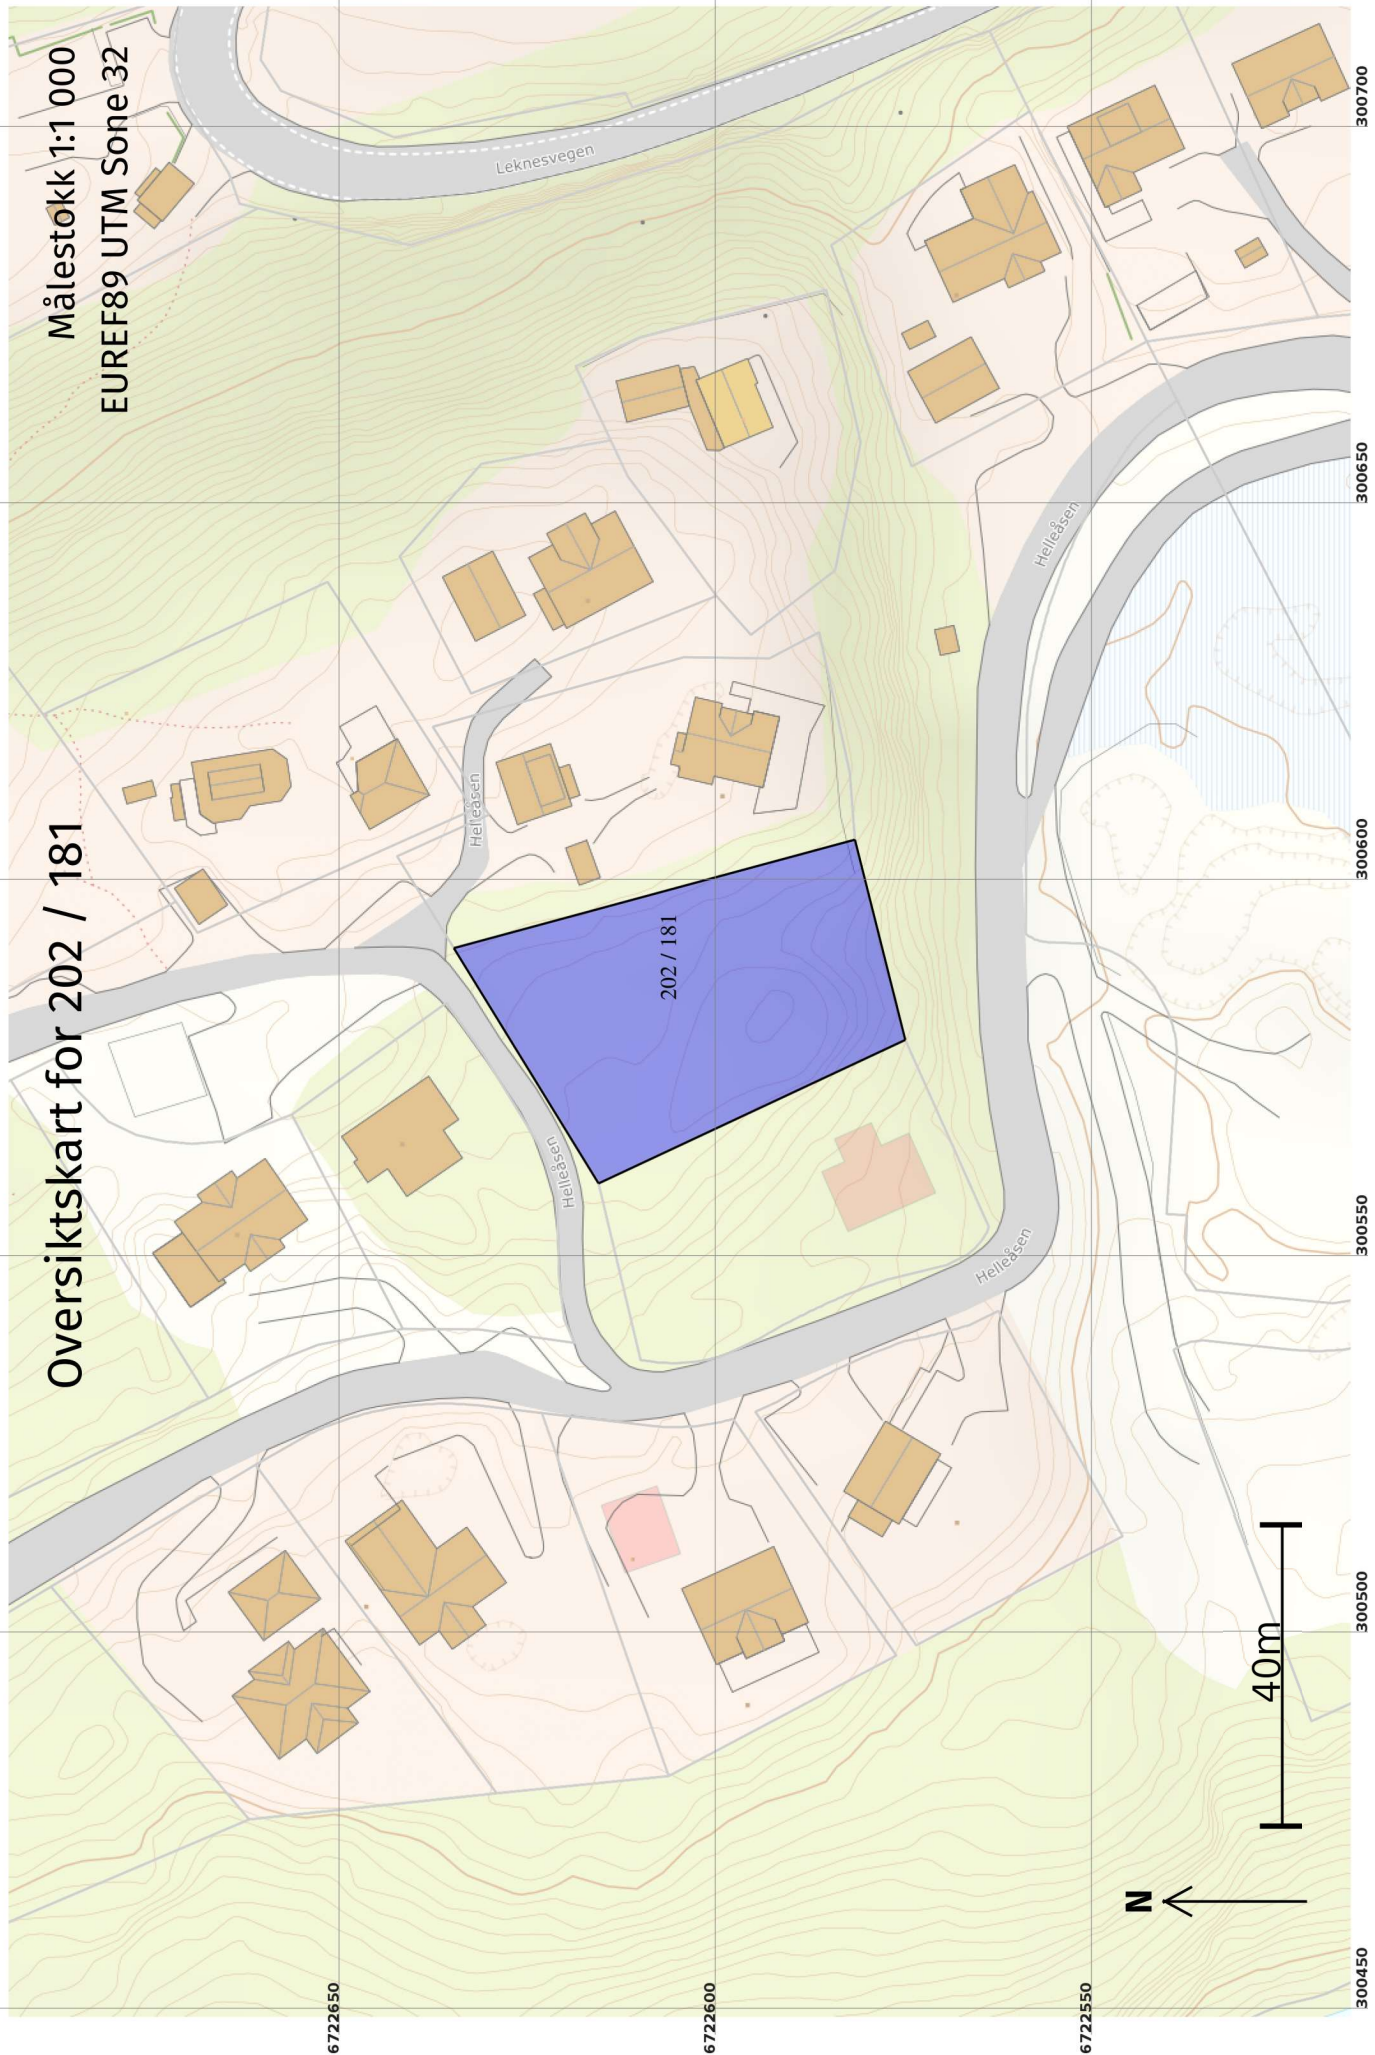 Oversiktskart for 202 / 181
Målestokk 1:1 000
EUREF89 UTM Sone 32
Leknesvegen
Helleåsen
Helleåsen
Helleåsen
Helleåsen
202 / 181
N
40m
6722650
6722600
6722550
300450
300500
300550
300600
300650
300700